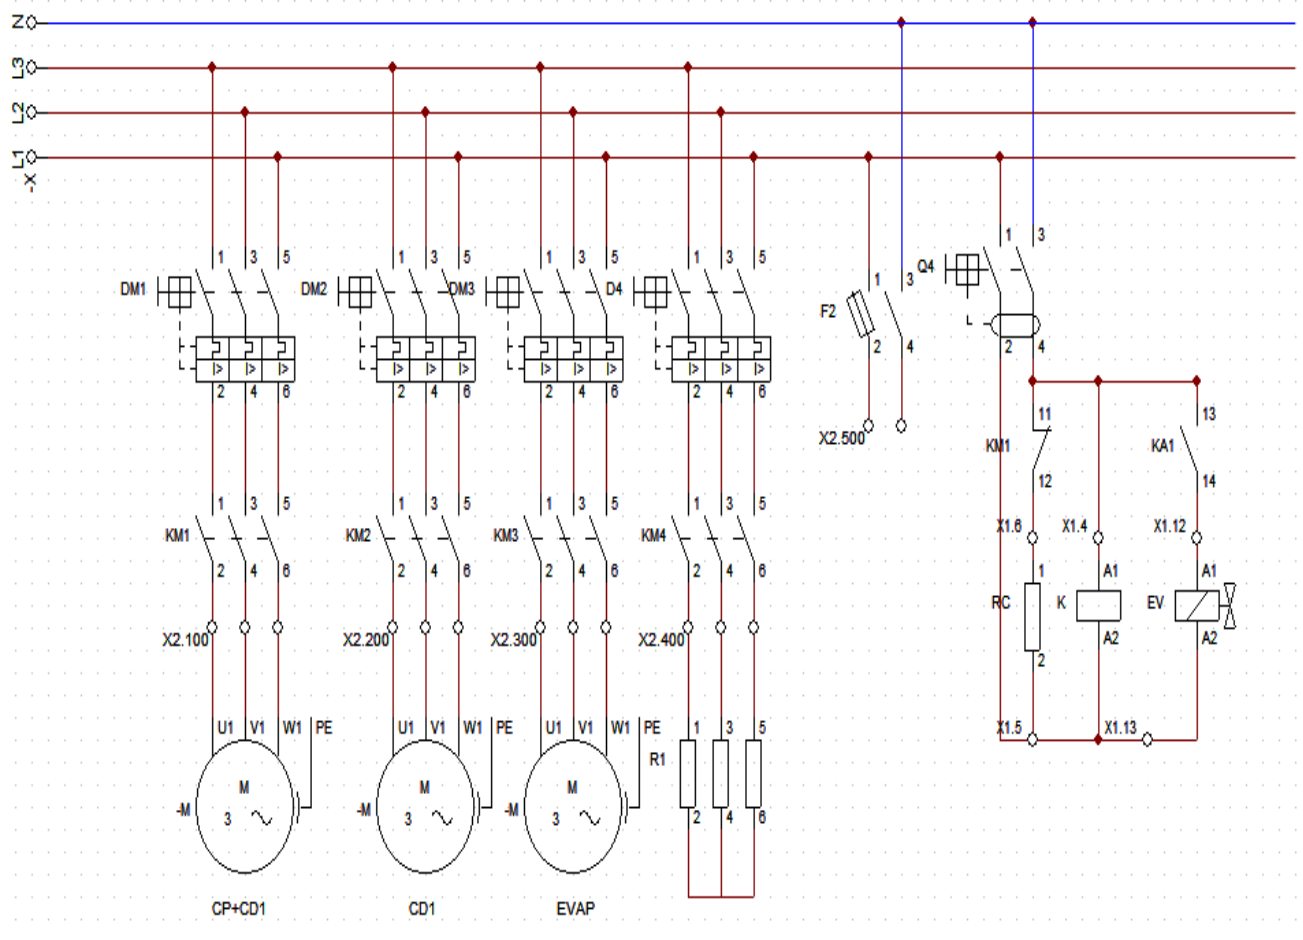 N
L3
L2
L1
-X
1 3 5 1 3 5 1 3 5 1 3 5
DM1 DM2 DM3 D4
I> I> I> I> I> I> I> I> I> I> I> I>
2 4 6 2 4 6 2 4 6 2 4 6
1 3
F2
2 4
X2.500
1 3
Q4
2 4
11 13
KM1 KA1
12 14
1 3 5 1 3 5 1 3 5 1 3 5
KM1 KM2 KM3 KM4
2 4 6 2 4 6 2 4 6 2 4 6
X1.6 X1.4 X1.12
1 A1 A1
RC K EV
2 A2 A2
X2.100 X2.200 X2.300 X2.400
X1.5 X1.13
U1 V1 W1 PE U1 V1 W1 PE U1 V1 W1 PE 1 3 5
R1
M M M
-M 3 -M 3 -M 3
2 4 6
CP+CD1 CD1 EVAP